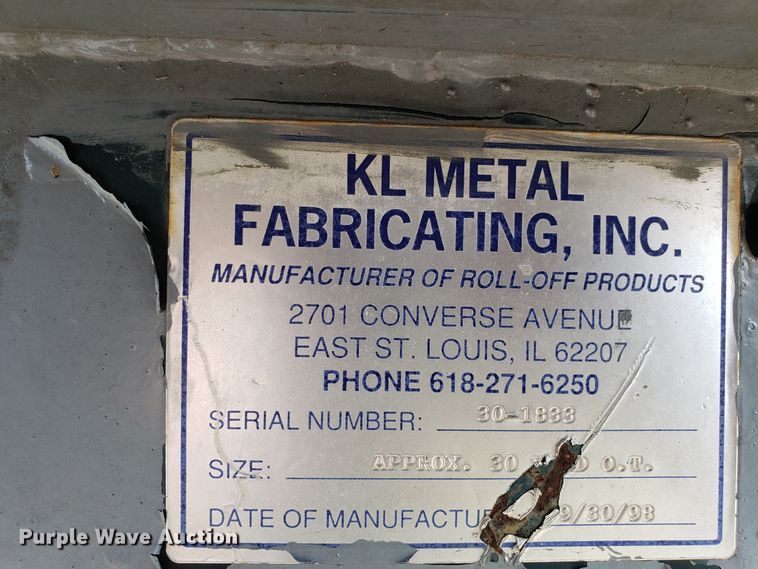 KL METAL
FABRICATING, INC.
MANUFACTURER OF ROLL-OFF PRODUCTS
2701 CONVERSE AVENUE
EAST ST. LOUIS, IL 62207
PHONE 618-271-6250
SERIAL NUMBER: 30-1833
SIZE: APPROX. 30 O.T.
DATE OF MANUFACTU 9/30/98
Purple Wave Auction